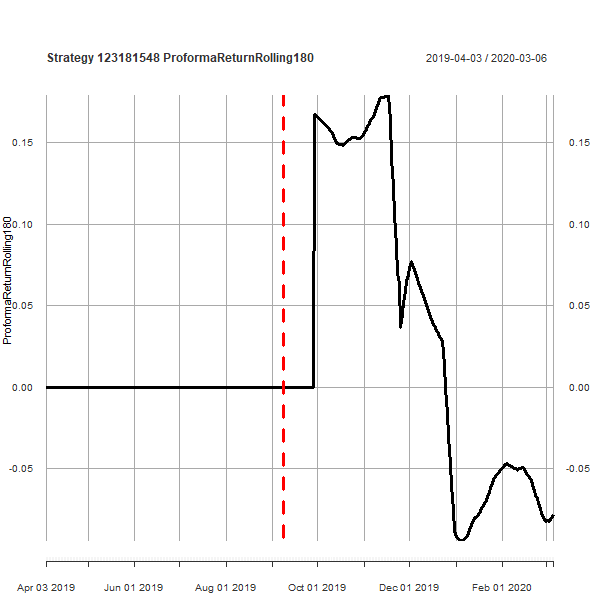 Strategy 123181548 ProformaReturnRolling180
2019-04-03 / 2020-03-06
ProformaReturnRolling180
0.15
0.10
0.05
0.00
-0.05
0.15
0.10
0.05
0.00
-0.05
Apr 03 2019
Jun 01 2019
Aug 01 2019
Oct 01 2019
Dec 01 2019
Feb 01 2020